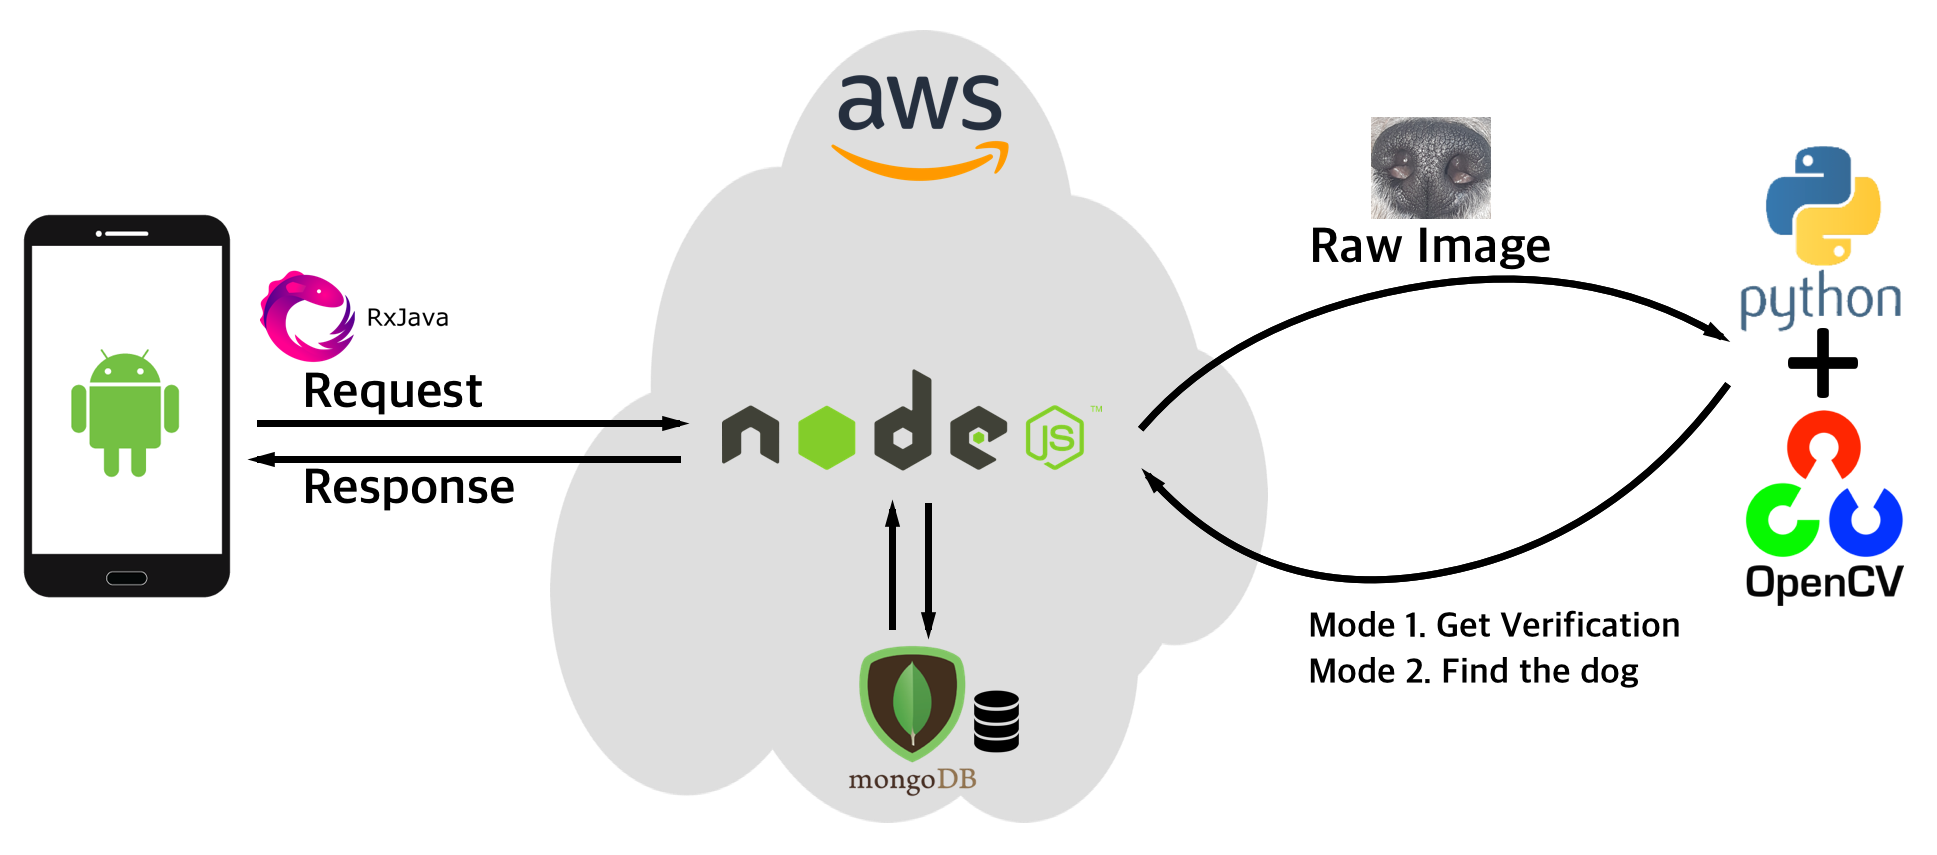 aws
RxJava
Request
Response
node
JS
TM
mongoDB
Raw Image
python
+
OpenCV
Mode 1. Get Verification
Mode 2. Find the dog